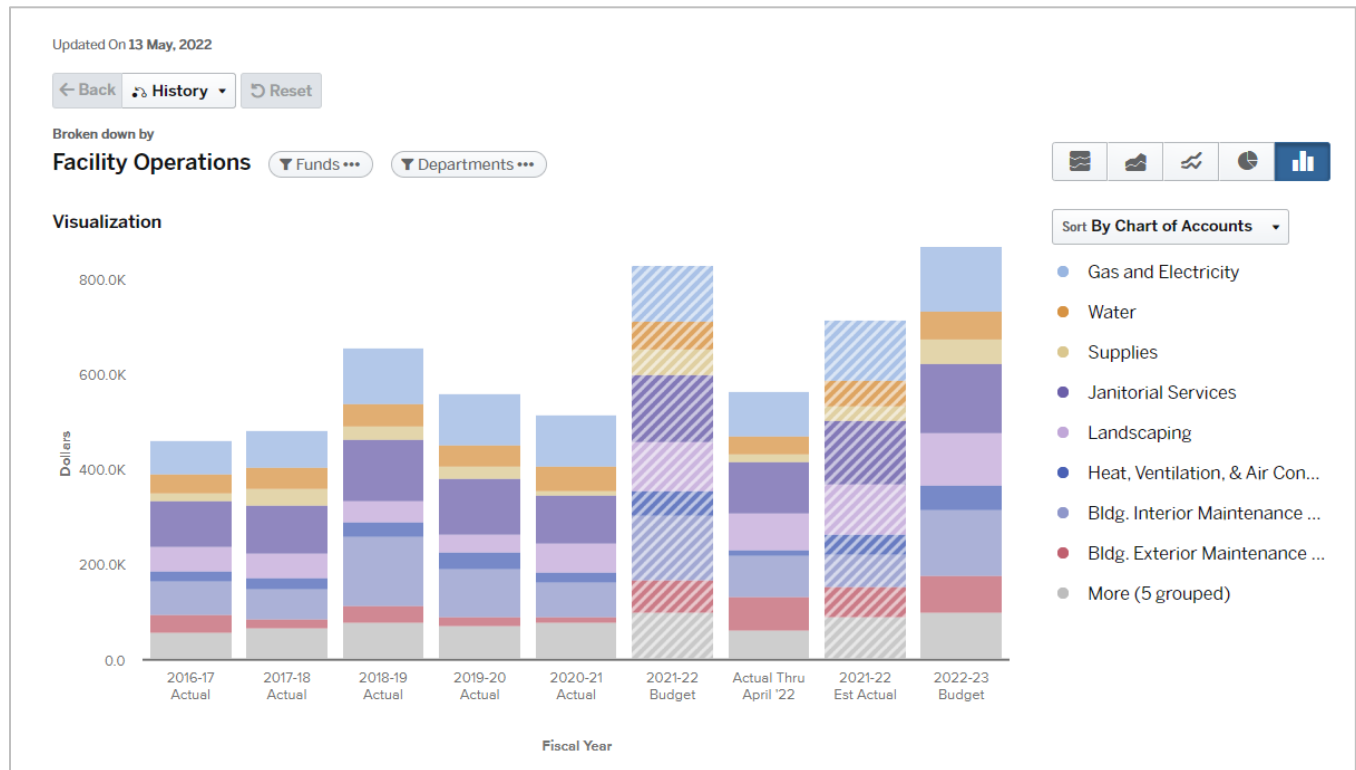 Updated On 13 May, 2022
← Back History Reset
Broken down by
Facility Operations Funds ••• Departments •••
Visualization
Sort By Chart of Accounts
Gas and Electricity
Water
Supplies
Janitorial Services
Landscaping
Heat, Ventilation, & Air Con...
Bldg. Interior Maintenance ...
Bldg. Exterior Maintenance ...
More (5 grouped)
Dollars
800.0K
600.0K
400.0K
200.0K
0.0
2016-17 Actual
2017-18 Actual
2018-19 Actual
2019-20 Actual
2020-21 Actual
2021-22 Budget
Actual Thru April '22
2021-22 Est Actual
2022-23 Budget
Fiscal Year